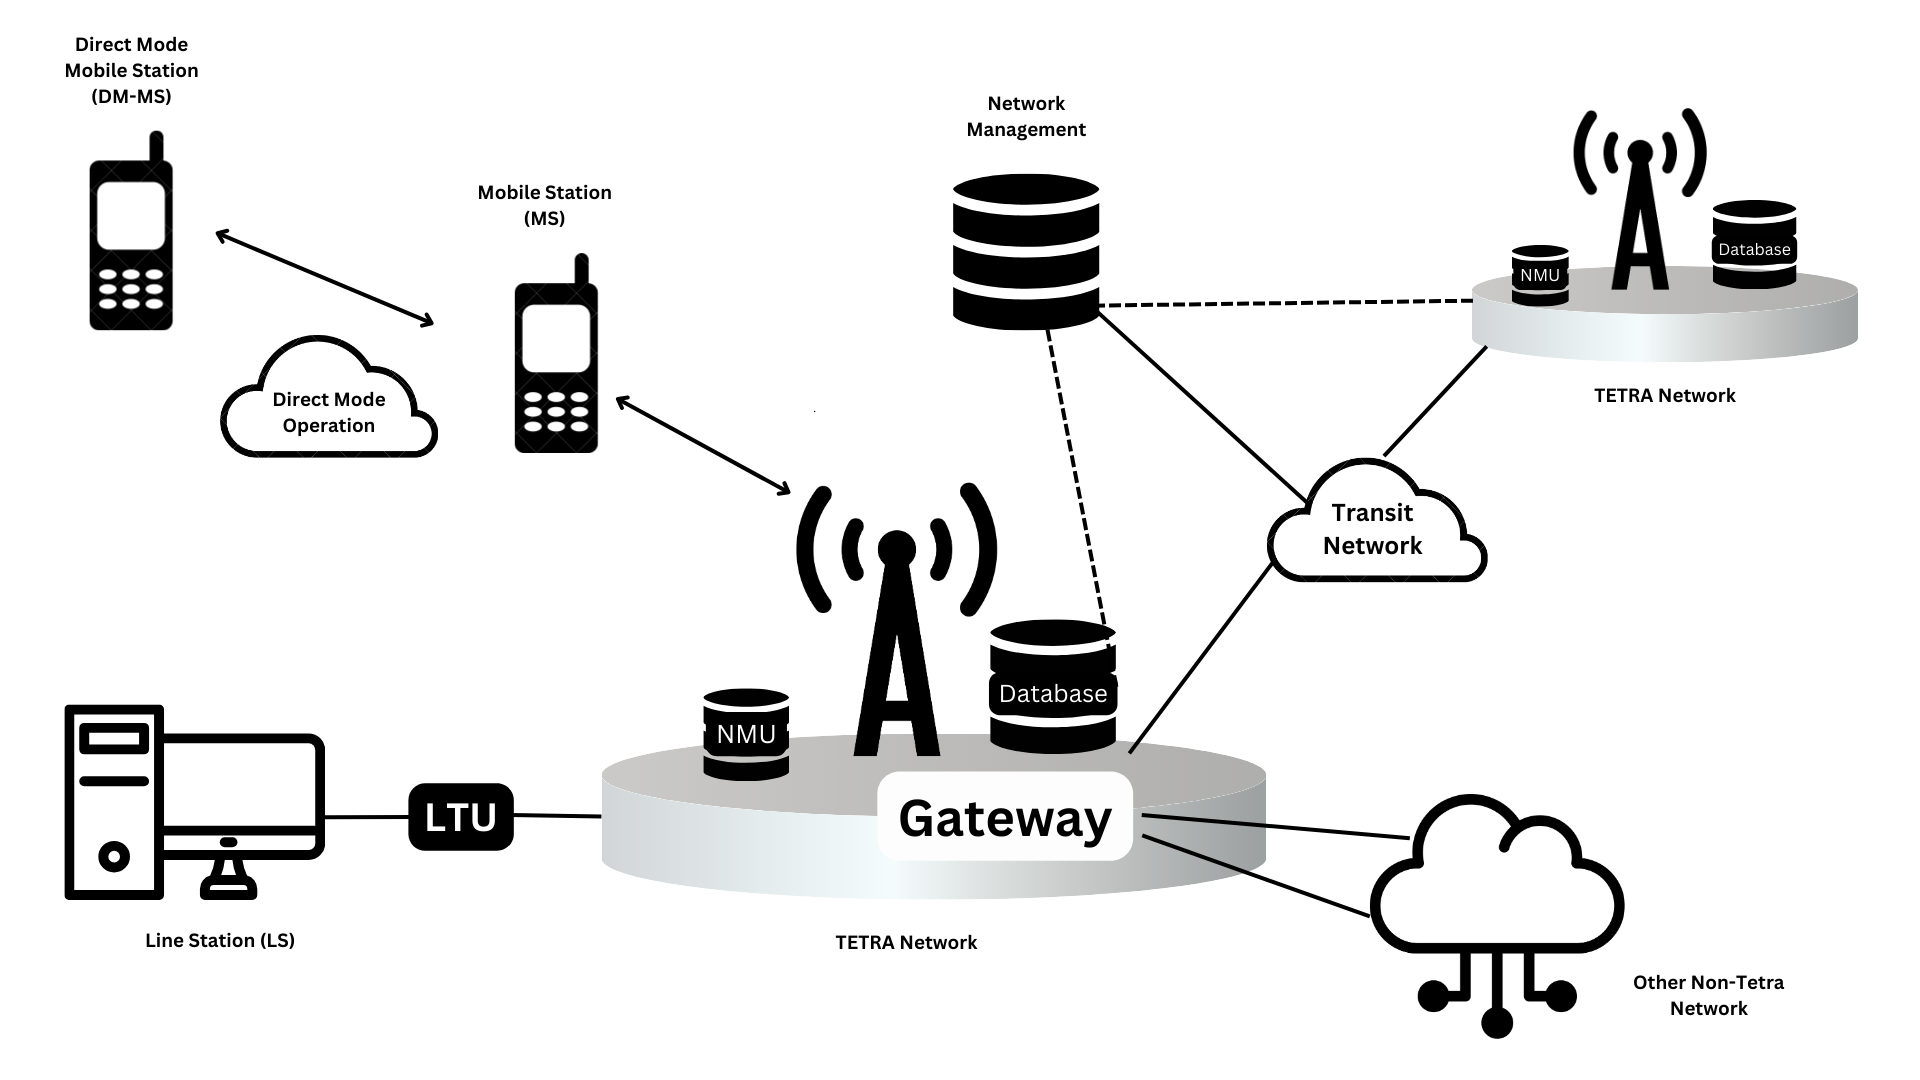 Direct Mode
Mobile Station
(DM-MS)
Mobile Station
(MS)
Network
Management
NMU
Database
TETRA Network
Direct Mode
Operation
Transit
Network
NMU
Database
LTU
Gateway
Line Station (LS)
TETRA Network
Other Non-Tetra
Network